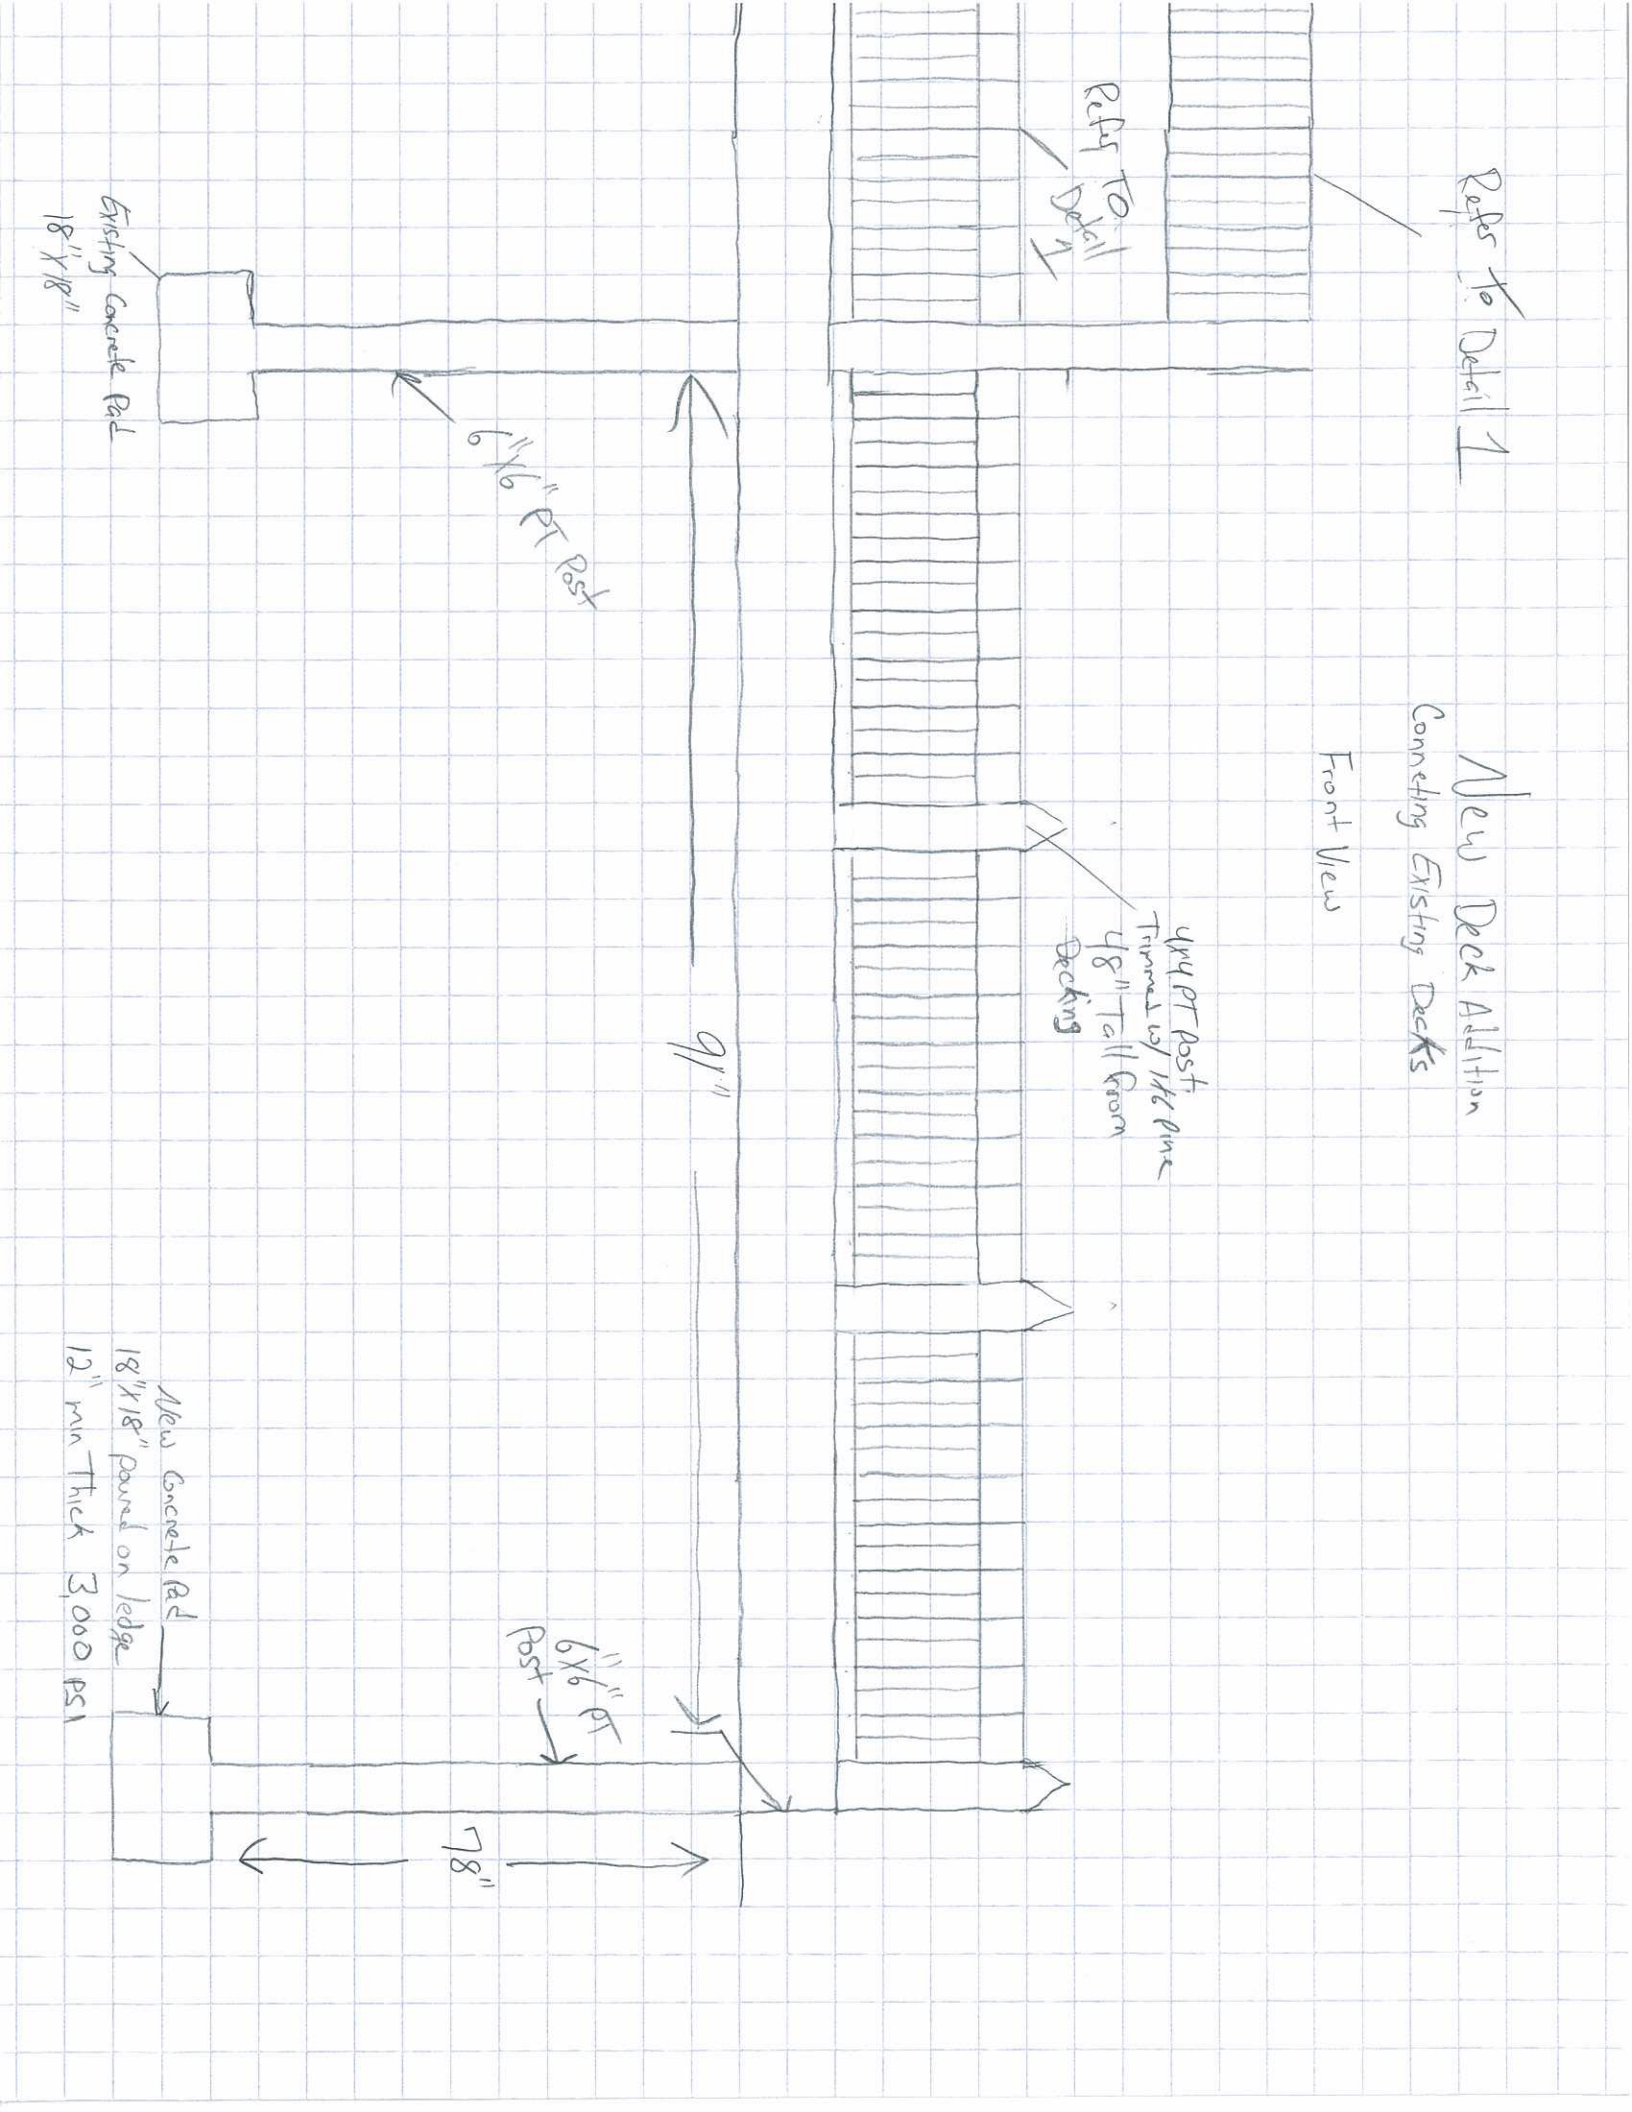 Refer To Detail 1
New Deck Addition
Conneting Existing Decks
Front View
Refer To
Detail
1
4x4 PT Post
Trimmed w/ 1x6 Pine
48" Tall From
Decking
91"
6"x6" PT Post
6"x6" PT
Post
78"
Existing Concrete Pad
18"x18"
New Concrete Pad
18"x18" poured on ledge
12" min Thick 3,000 PSI